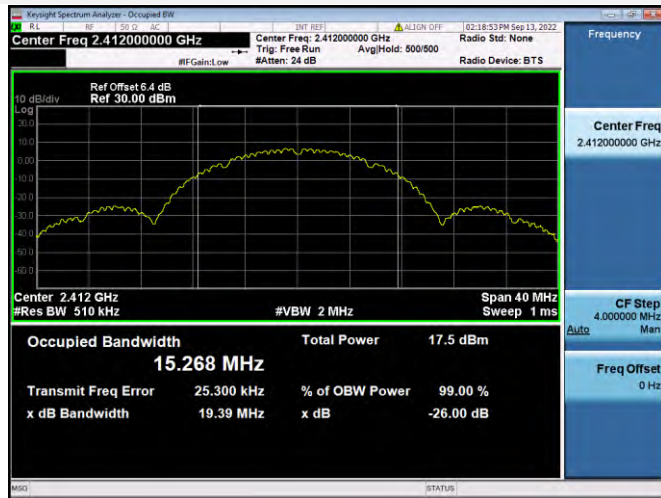 Keysight Spectrum Analyzer - Occupied BW
RL RF 50 Ω AC INT REF ALIGN OFF 02:18:53 PM Sep 13, 2022
Center Freq 2.412000000 GHz
Center Freq: 2.412000000 GHz
Radio Std: None
Trig: Free Run Avg|Hold: 500/500
#IFGain:Low #Atten: 24 dB Radio Device: BTS
Frequency
Ref Offset 6.4 dB
10 dB/div Ref 30.00 dBm
Log
20.0
10.0
0.00
-10.0
-20.0
-30.0
-40.0
-50.0
-60.0
Center 2.412 GHz Span 40 MHz
#Res BW 510 kHz #VBW 2 MHz Sweep 1 ms
Occupied Bandwidth Total Power 17.5 dBm
15.268 MHz
Transmit Freq Error 25.300 kHz % of OBW Power 99.00 %
x dB Bandwidth 19.39 MHz x dB -26.00 dB
Center Freq
2.412000000 GHz
CF Step
4.000000 MHz
Auto Man
Freq Offset
0 Hz
MSG STATUS